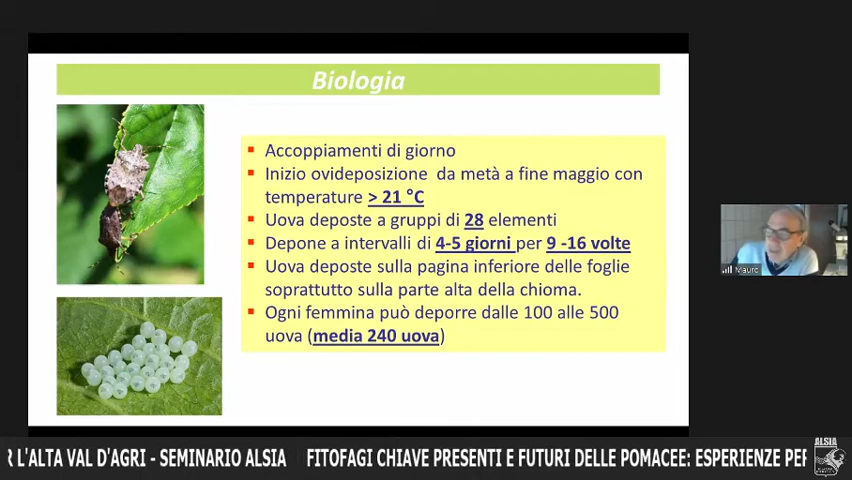 Biologia
Accoppiamenti di giorno
Inizio ovideposizione da metà a fine maggio con
temperature > 21 °C
Uova deposte a gruppi di 28 elementi
Depone a intervalli di 4-5 giorni per 9 -16 volte
Uova deposte sulla pagina inferiore delle foglie
soprattutto sulla parte alta della chioma.
Ogni femmina può deporre dalle 100 alle 500
uova (media 240 uova)
Mauro
R L'ALTA VAL D'AGRI - SEMINARIO ALSIA FITOFAGI CHIAVE PRESENTI E FUTURI DELLE POMACEE: ESPERIENZE PER
ALSIA